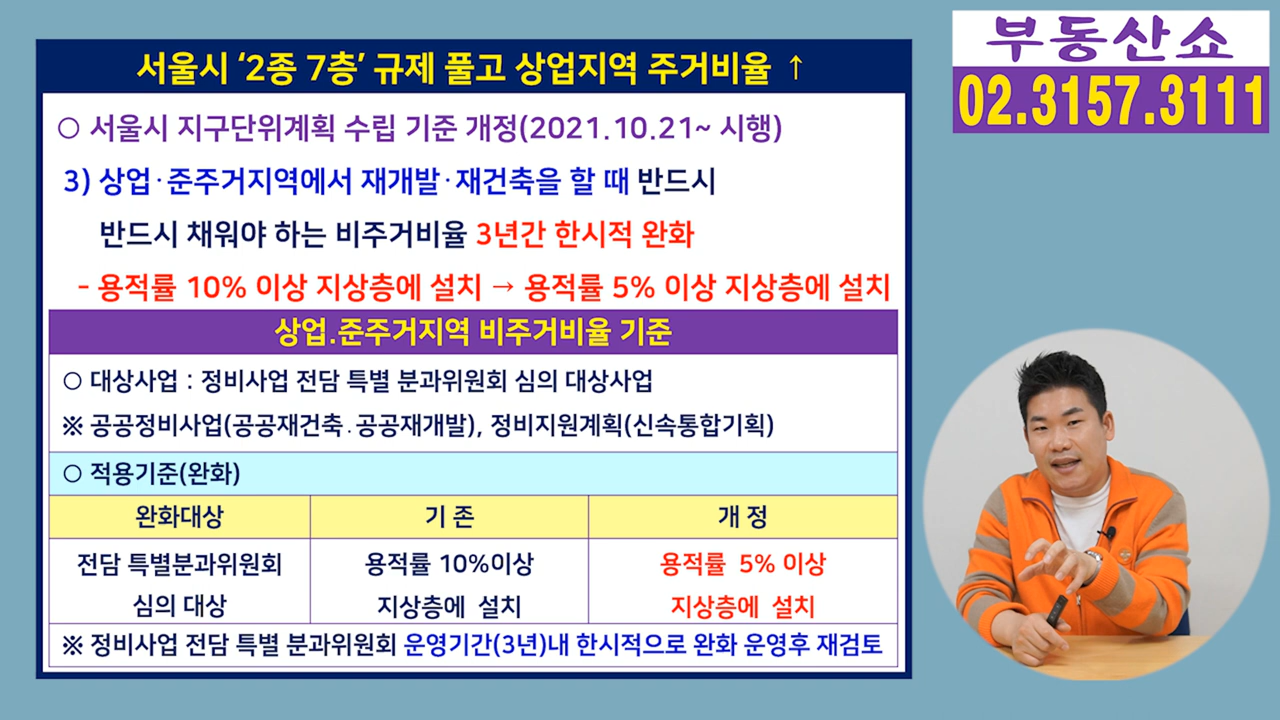 서울시 ‘2종 7층’ 규제 풀고 상업지역 주거비율 ↑
부동산쇼
02.3157.3111
○ 서울시 지구단위계획 수립 기준 개정(2021.10.21~ 시행)
3) 상업·준주거지역에서 재개발·재건축을 할 때 반드시
반드시 채워야 하는 비주거비율 3년간 한시적 완화
- 용적률 10% 이상 지상층에 설치 → 용적률 5% 이상 지상층에 설치
상업.준주거지역 비주거비율 기준
○ 대상사업 : 정비사업 전담 특별 분과위원회 심의 대상사업
※ 공공정비사업(공공재건축.공공재개발), 정비지원계획(신속통합기획)
○ 적용기준(완화)
완화대상 기 존 개 정
전담 특별분과위원회 용적률 10%이상 용적률 5% 이상
심의 대상 지상층에 설치 지상층에 설치
※ 정비사업 전담 특별 분과위원회 운영기간(3년)내 한시적으로 완화 운영후 재검토